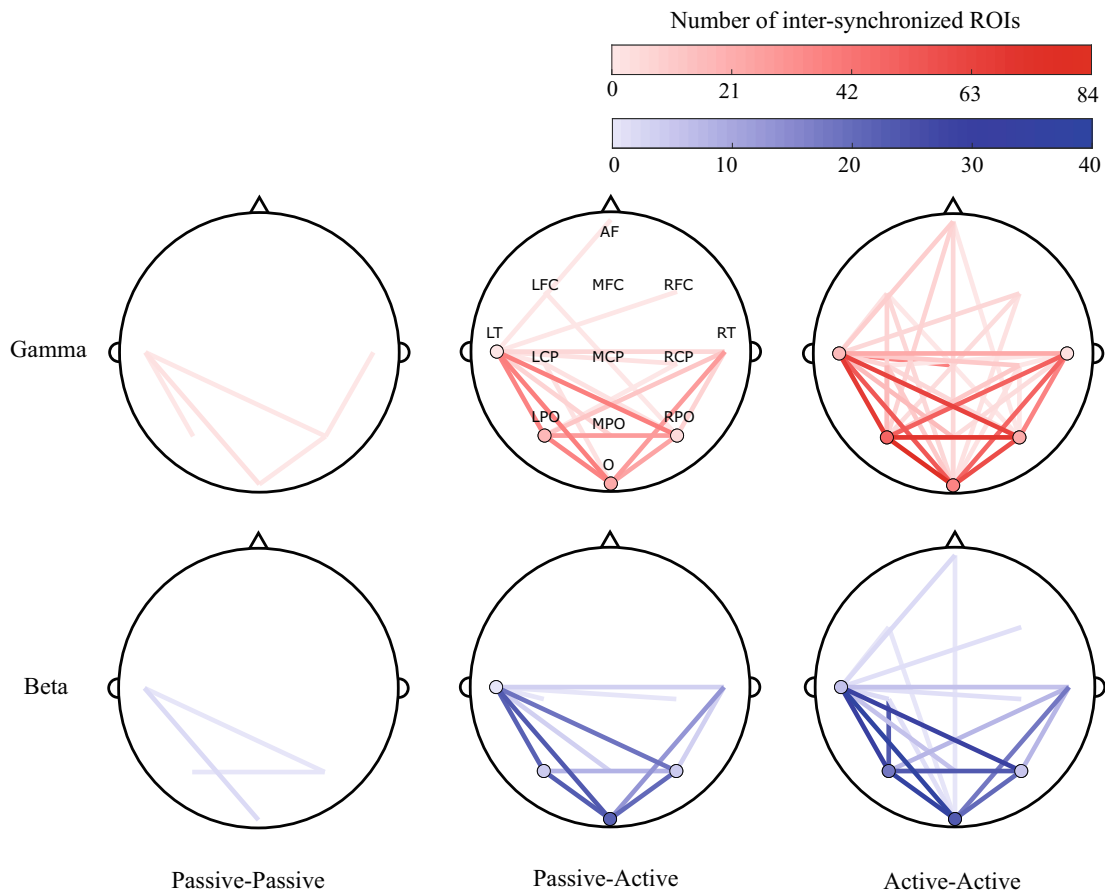 Number of inter-synchronized ROIs
0 21 42 63 84
0 10 20 30 40
AF
LFC MFC RFC
LT RT
Gamma
LCP MCP RCP
LPO MPO RPO
O
Beta
Passive-Passive Passive-Active Active-Active